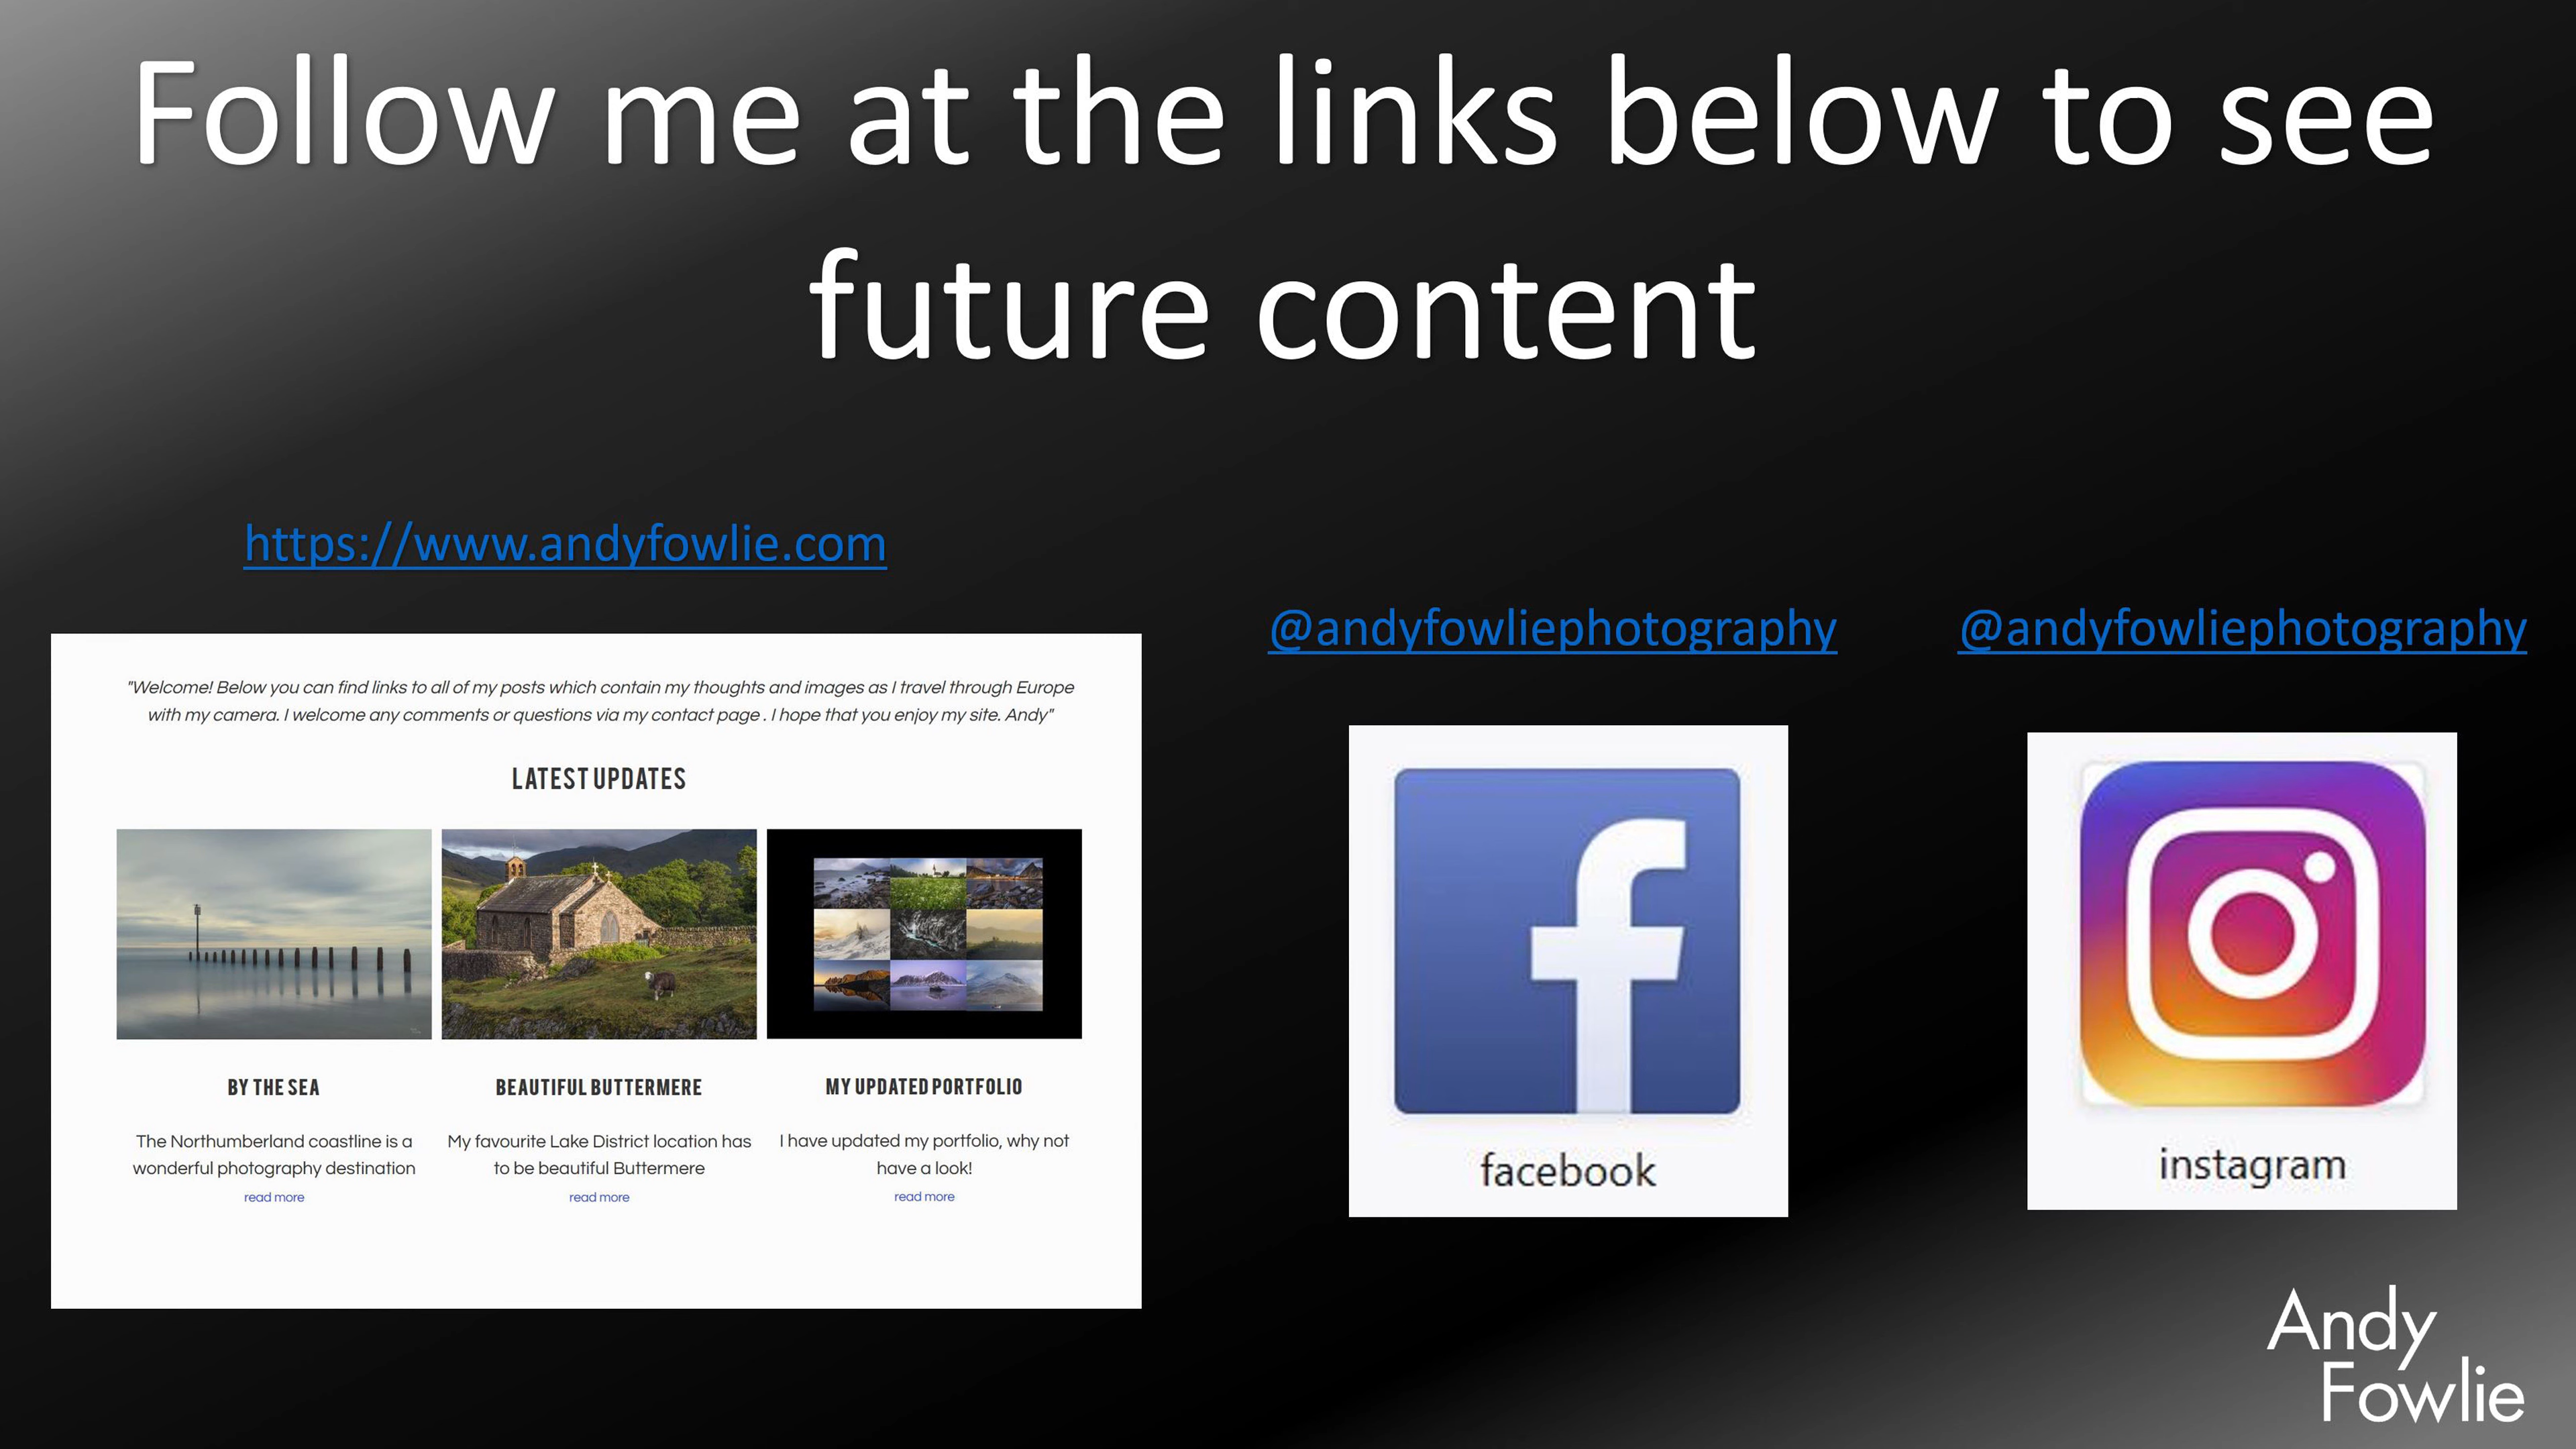 Follow me at the links below to see
future content
https://www.andyfowlie.com
@andyfowliephotography
@andyfowliephotography
"Welcome! Below you can find links to all of my posts which contain my thoughts and images as I travel through Europe
with my camera. I welcome any comments or questions via my contact page . I hope that you enjoy my site. Andy"
LATEST UPDATES
BY THE SEA
The Northumberland coastline is a
wonderful photography destination
read more
BEAUTIFUL BUTTERMERE
My favourite Lake District location has
to be beautiful Buttermere
read more
MY UPDATED PORTFOLIO
I have updated my portfolio, why not
have a look!
read more
facebook
instagram
Andy
Fowlie